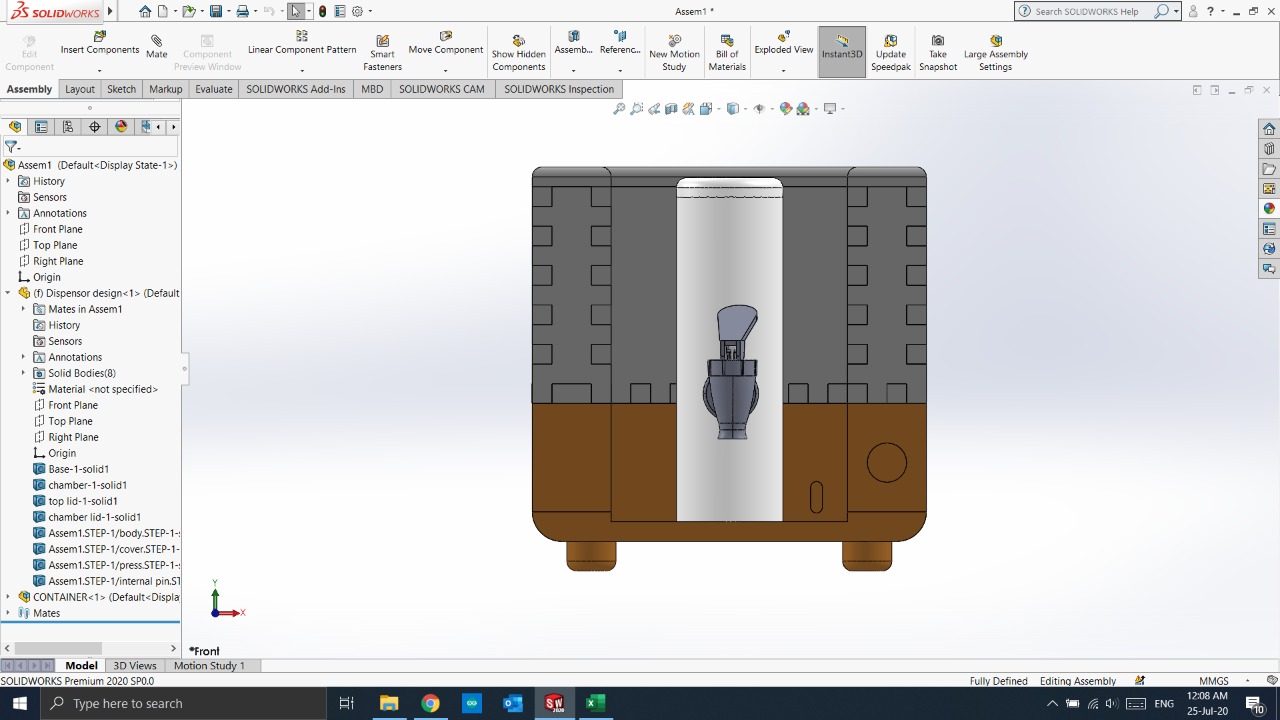 SOLIDWORKS
Assem1 *
Search SOLIDWORKS Help
Edit Component
Insert Components
Mate
Component Preview Window
Linear Component Pattern
Smart Fasteners
Move Component
Show Hidden Components
Assemb...
Referenc...
New Motion Study
Bill of Materials
Exploded View
Instant3D
Update Speedpak
Take Snapshot
Large Assembly Settings
Assembly
Layout
Sketch
Markup
Evaluate
SOLIDWORKS Add-Ins
MBD
SOLIDWORKS CAM
SOLIDWORKS Inspection
Assem1 (Default<Display State-1>)
History
Sensors
Annotations
Front Plane
Top Plane
Right Plane
Origin
(f) Dispensor design<1> (Default
Mates in Assem1
History
Sensors
Annotations
Solid Bodies(8)
Material <not specified>
Front Plane
Top Plane
Right Plane
Origin
Base-1-solid1
chamber-1-solid1
top lid-1-solid1
chamber lid-1-solid1
Assem1.STEP-1/body.STEP-1-
Assem1.STEP-1/cover.STEP-1-
Assem1.STEP-1/press.STEP-1-
Assem1.STEP-1/internal pin.ST
CONTAINER<1> (Default<Displa
Mates
Y
X
*Front
Model
3D Views
Motion Study 1
SOLIDWORKS Premium 2020 SP0.0
Fully Defined
Editing Assembly
MMGS
Type here to search
ENG
12:08 AM
25-Jul-20
10